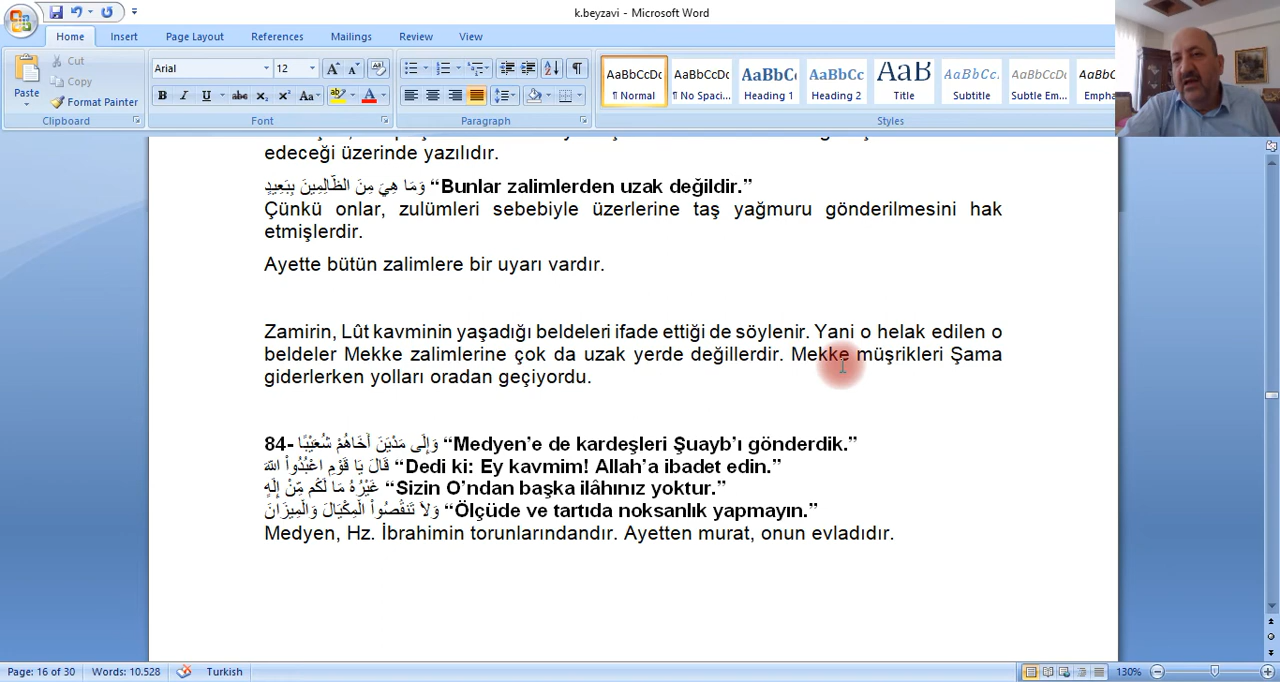 k.beyzavi - Microsoft Word
Home Insert Page Layout References Mailings Review View
Paste Cut Copy Format Painter Clipboard
Arial 12 Font
Paragraph
AaBbCcDc AaBbCcDc AaBbC AaBbCc AaB AaBbCc. AaBbCcDc AaBbCc
¶ Normal ¶ No Spaci... Heading 1 Heading 2 Title Subtitle Subtle Em... Empha
Styles
edeceği üzerinde yazılıdır.
وَمَا هِيَ مِنَ الظَّالِمِينَ بِبَعِيدٍ “Bunlar zalimlerden uzak değildir.”
Çünkü onlar, zulümleri sebebiyle üzerlerine taş yağmuru gönderilmesini hak
etmişlerdir.
Ayette bütün zalimlere bir uyarı vardır.
Zamirin, Lût kavminin yaşadığı beldeleri ifade ettiği de söylenir. Yani o helak edilen o
beldeler Mekke zalimlerine çok da uzak yerde değillerdir. Mekke müşrikleri Şama
giderlerken yolları oradan geçiyordu.
84- وَإِلَى مَدْيَنَ أَخَاهُمْ شُعَيْبًا “Medyen’e de kardeşleri Şuayb’ı gönderdik.”
قَالَ يَا قَوْمِ اعْبُدُواْ اللّهَ “Dedi ki: Ey kavmim! Allah’a ibadet edin.”
مَا لَكُم مِّنْ إِلَهٍ غَيْرُهُ “Sizin O’ndan başka ilâhınız yoktur.”
وَلاَ تَنقُصُواْ الْمِكْيَالَ وَالْمِيزَانَ “Ölçüde ve tartıda noksanlık yapmayın.”
Medyen, Hz. İbrahimin torunlarındandır. Ayetten murat, onun evladıdır.
Page: 16 of 30 Words: 10.528 Turkish 130%